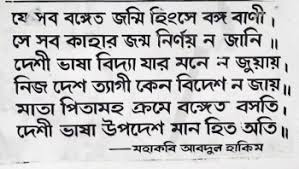 যে সব বঙ্গেত জন্মি হিংসে বঙ্গ বাণী।
সে সব কাহার জন্ম নির্ণয় ন জানি ॥
দেশী ভাষা বিদ্যা যার মনে ন জুয়ায়,
নিজ দেশ ত্যাগী কেন বিদেশ ন জায়॥
মাতা পিতামহ ক্রমে বঙ্গেত বসতি,
দেশী ভাষা উপদেশ মান হিত অতি॥
—মহাকবি আবদুল হাকিম